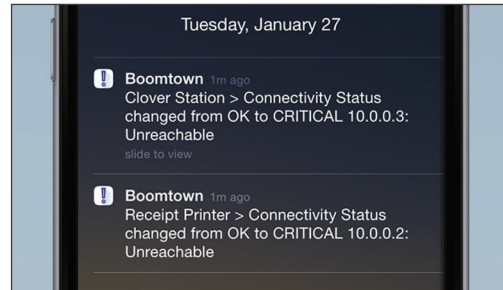 Tuesday, January 27
Boomtown 1m ago
Clover Station > Connectivity Status
changed from OK to CRITICAL 10.0.0.3:
Unreachable
slide to view
Boomtown 1m ago
Receipt Printer > Connectivity Status
changed from OK to CRITICAL 10.0.0.2:
Unreachable